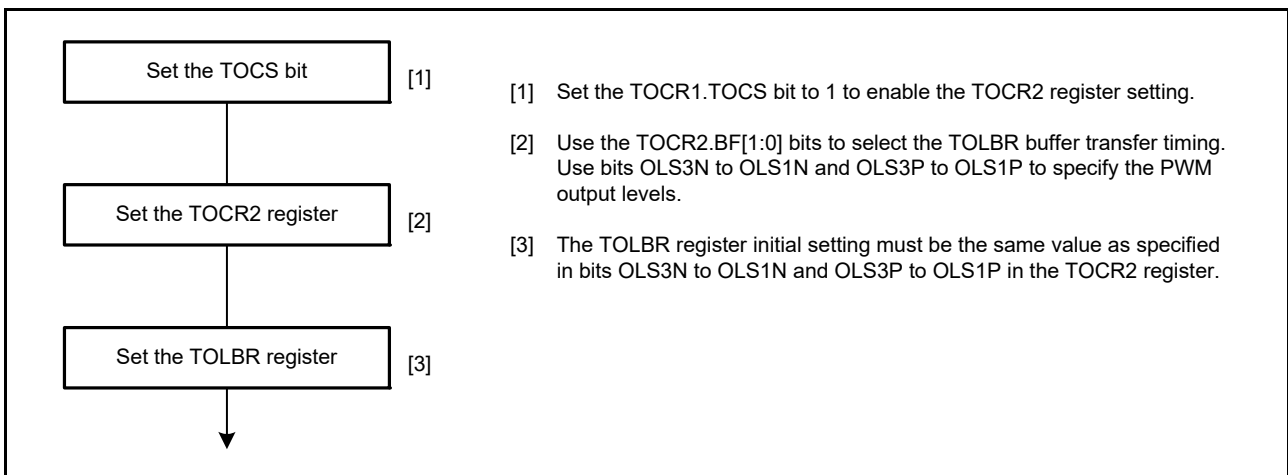 Set the TOCS bit
[1]
Set the TOCR2 register
[2]
Set the TOLBR register
[3]
[1] Set the TOCR1.TOCS bit to 1 to enable the TOCR2 register setting.
[2] Use the TOCR2.BF[1:0] bits to select the TOLBR buffer transfer timing.
Use bits OLS3N to OLS1N and OLS3P to OLS1P to specify the PWM
output levels.
[3] The TOLBR register initial setting must be the same value as specified
in bits OLS3N to OLS1N and OLS3P to OLS1P in the TOCR2 register.